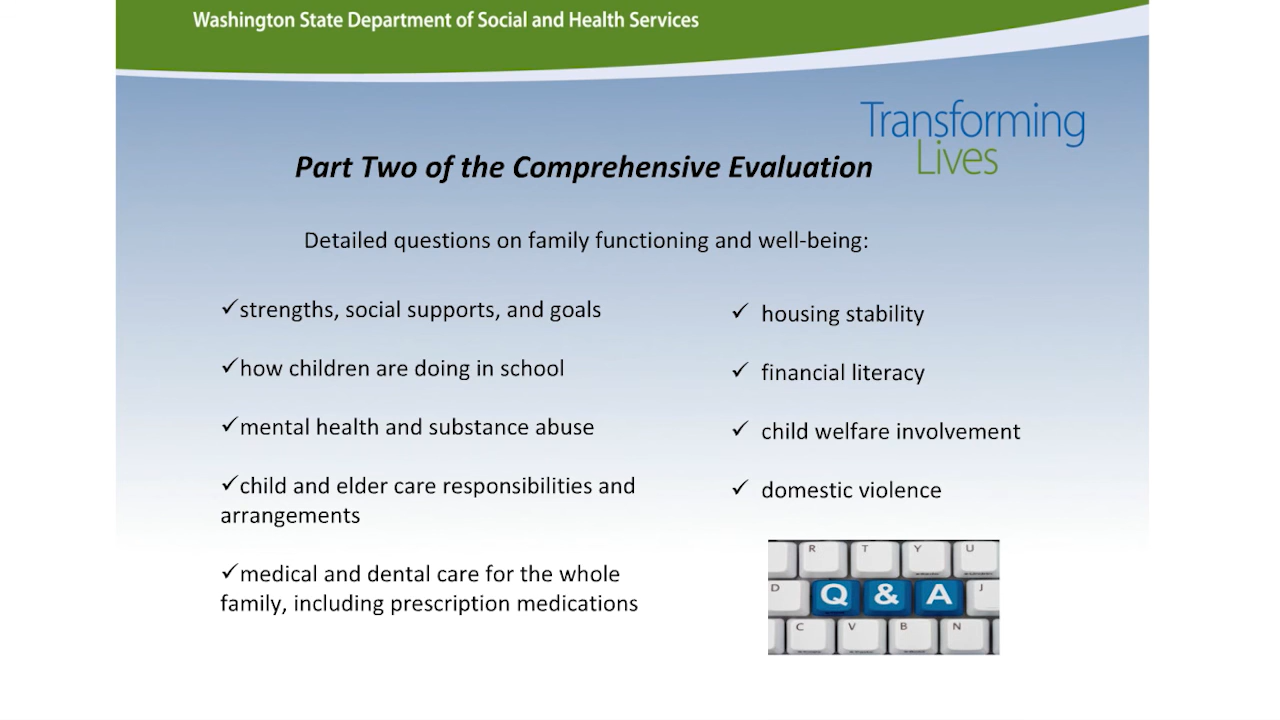 Washington State Department of Social and Health Services
Transforming
Lives
Part Two of the Comprehensive Evaluation
Detailed questions on family functioning and well-being:
✓strengths, social supports, and goals
✓how children are doing in school
✓mental health and substance abuse
✓child and elder care responsibilities and
arrangements
✓medical and dental care for the whole
family, including prescription medications
✓ housing stability
✓ financial literacy
✓ child welfare involvement
✓ domestic violence
R T Y U
D Q & A J
C V B N